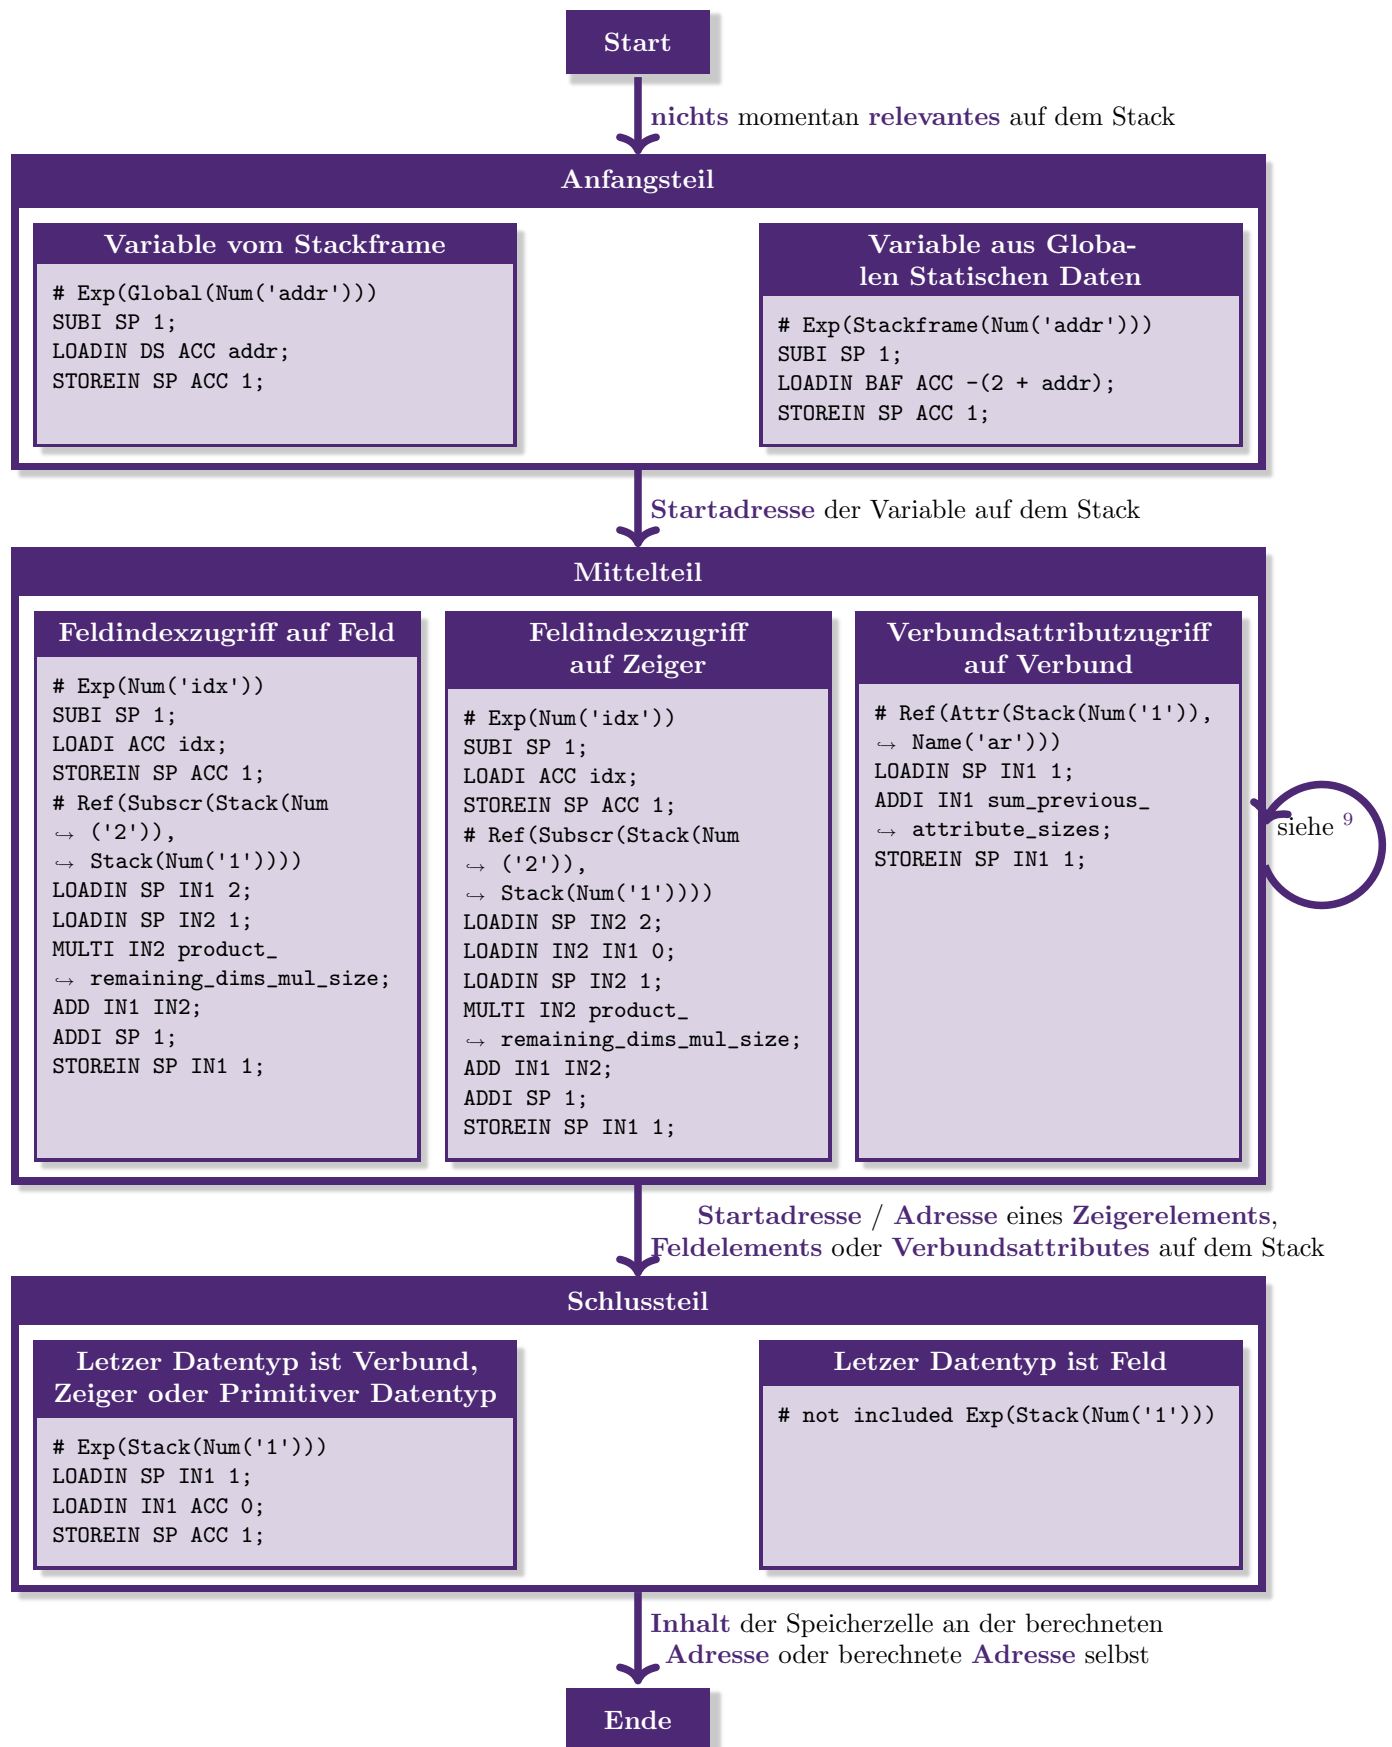 Start
nichts momentan relevantes auf dem Stack
Anfangsteil
Variable vom Stackframe
# Exp(Global(Num('addr')))
SUBI SP 1;
LOADIN DS ACC addr;
STOREIN SP ACC 1;
Variable aus Globa-
len Statischen Daten
# Exp(Stackframe(Num('addr')))
SUBI SP 1;
LOADIN BAF ACC -(2 + addr);
STOREIN SP ACC 1;
Startadresse der Variable auf dem Stack
Mittelteil
Feldindexzugriff auf Feld
# Exp(Num('idx'))
SUBI SP 1;
LOADI ACC idx;
STOREIN SP ACC 1;
# Ref(Subscr(Stack(Num
↪ ('2')),
↪ Stack(Num('1'))))
LOADIN SP IN1 2;
LOADIN SP IN2 1;
MULTI IN2 product_
↪ remaining_dims_mul_size;
ADD IN1 IN2;
ADDI SP 1;
STOREIN SP IN1 1;
Feldindexzugriff
auf Zeiger
# Exp(Num('idx'))
SUBI SP 1;
LOADI ACC idx;
STOREIN SP ACC 1;
# Ref(Subscr(Stack(Num
↪ ('2')),
↪ Stack(Num('1'))))
LOADIN SP IN2 2;
LOADIN IN2 IN1 0;
LOADIN SP IN2 1;
MULTI IN2 product_
↪ remaining_dims_mul_size;
ADD IN1 IN2;
ADDI SP 1;
STOREIN SP IN1 1;
Verbundsattributzugriff
auf Verbund
# Ref(Attr(Stack(Num('1')),
↪ Name('ar')))
LOADIN SP IN1 1;
ADDI IN1 sum_previous_
↪ attribute_sizes;
STOREIN SP IN1 1;
siehe 9
Startadresse / Adresse eines Zeigerelements,
Feldelements oder Verbundsattributes auf dem Stack
Schlussteil
Letzer Datentyp ist Verbund,
Zeiger oder Primitiver Datentyp
# Exp(Stack(Num('1')))
LOADIN SP IN1 1;
LOADIN IN1 ACC 0;
STOREIN SP ACC 1;
Letzer Datentyp ist Feld
# not included Exp(Stack(Num('1')))
Inhalt der Speicherzelle an der berechneten
Adresse oder berechnete Adresse selbst
Ende